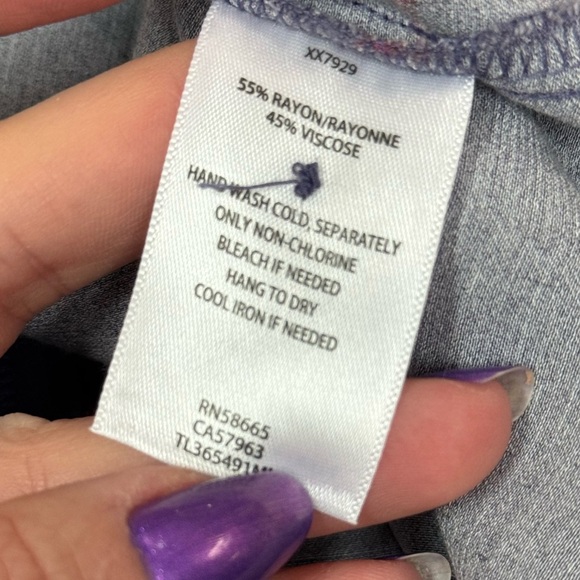 XX7929
55% RAYON/RAYONNE
45% VISCOSE
HAND WASH COLD, SEPARATELY
ONLY NON-CHLORINE
BLEACH IF NEEDED
HANG TO DRY
COOL IRON IF NEEDED
RN58665
CA57963